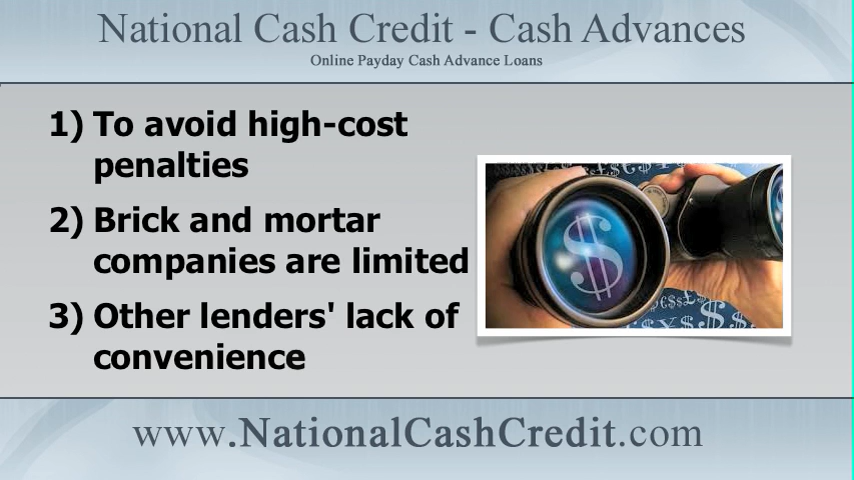 National Cash Credit - Cash Advances
Online Payday Cash Advance Loans
1) To avoid high-cost
penalties
2) Brick and mortar
companies are limited
3) Other lenders' lack of
convenience
$
www.NationalCashCredit.com